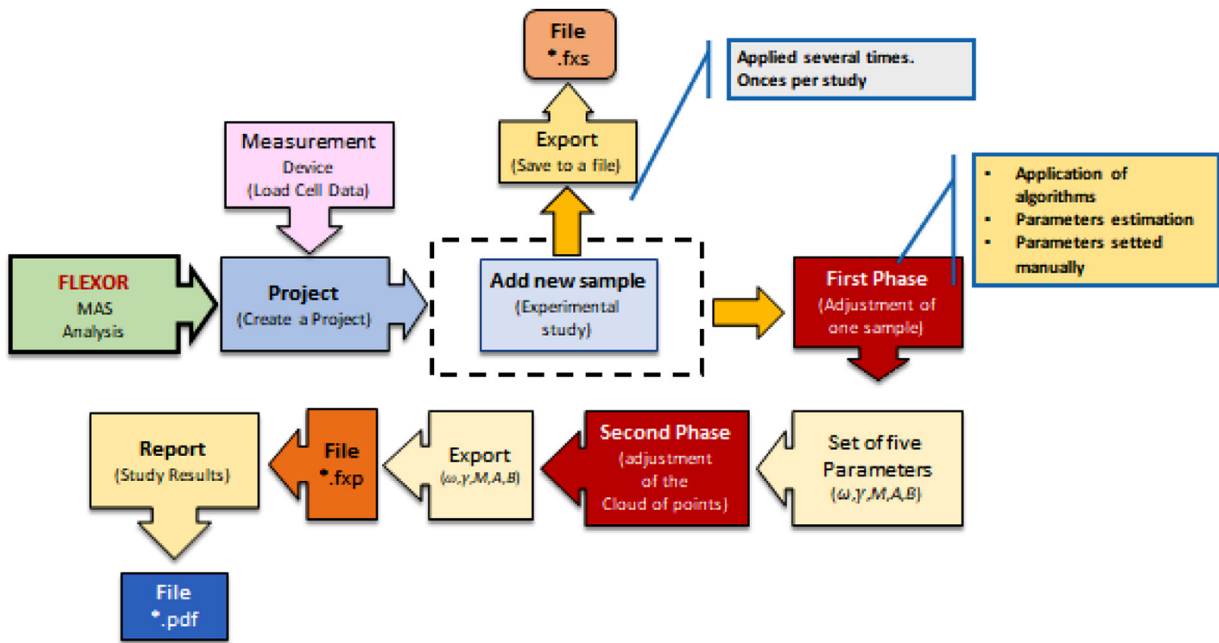 File
*.fxs
Applied several times.
Onces per study
Export
(Save to a file)
Measurement
Device
(Load Cell Data)
• Application of
algorithms
• Parameters estimation
• Parameters setted
manually
FLEXOR
MAS
Analysis
Project
(Create a Project)
Add new sample
(Experimental
study)
First Phase
(Adjustment of
one sample)
Report
(Study Results)
File
*.fxp
Export
(ω,γ,M,A,B)
Second Phase
(adjustment
of the
Cloud of points)
Set of five
Parameters
(ω,γ,M,A,B)
File
*.pdf